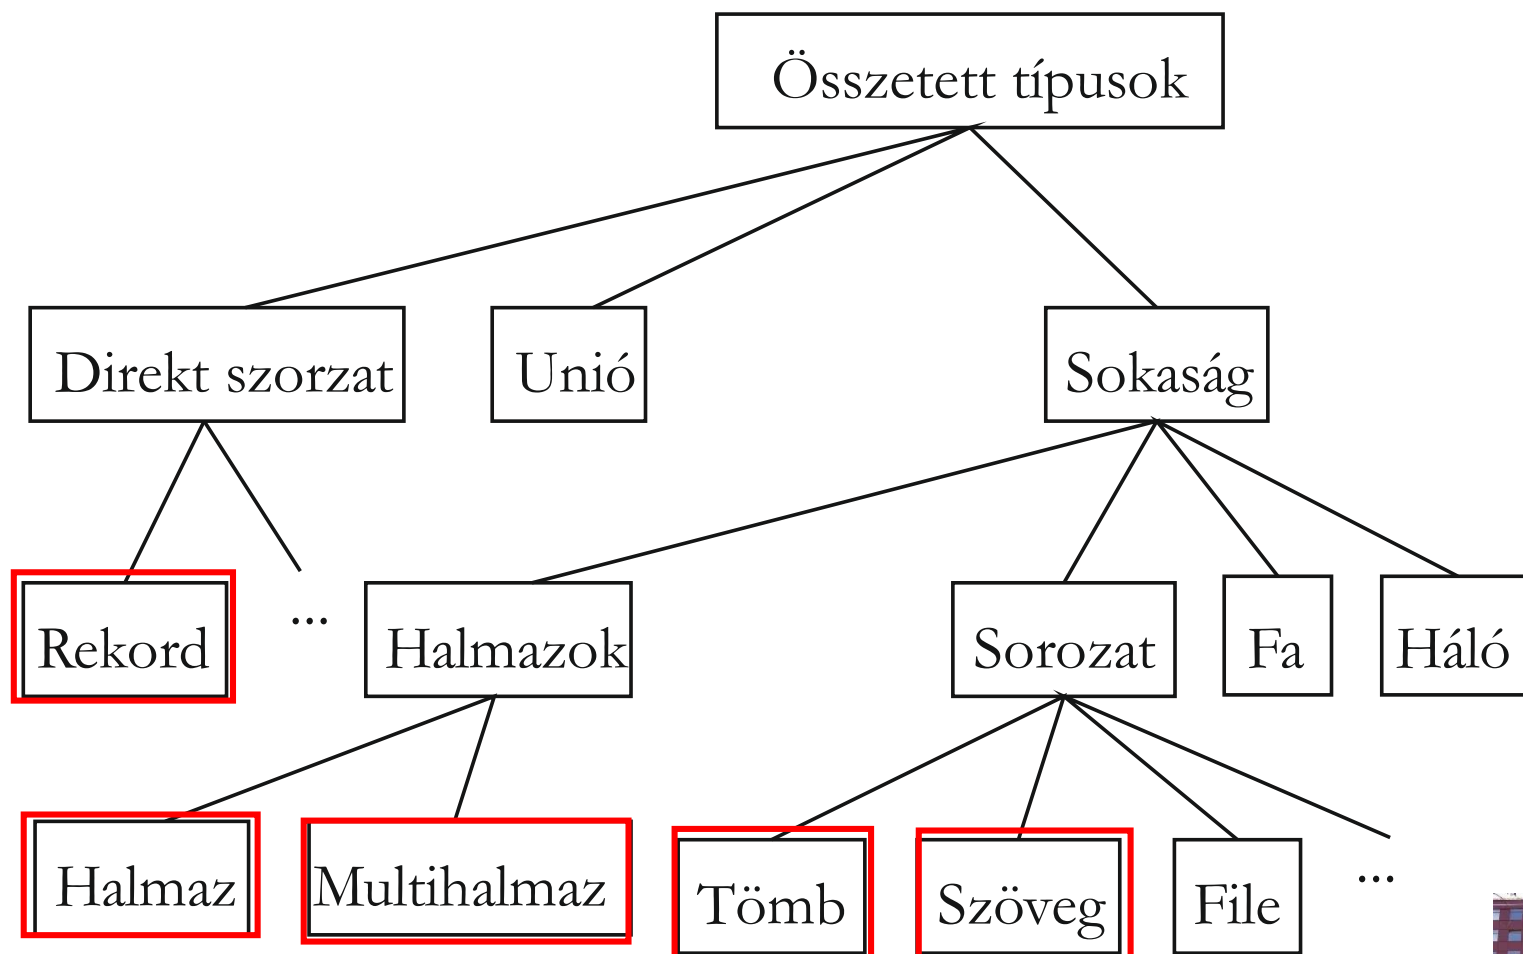 Összetett típusok
Direkt szorzat
Unió
Sokaság
Rekord
...
Halmazok
Sorozat
Fa
Háló
Halmaz
Multihalmaz
Tömb
Szöveg
File
...